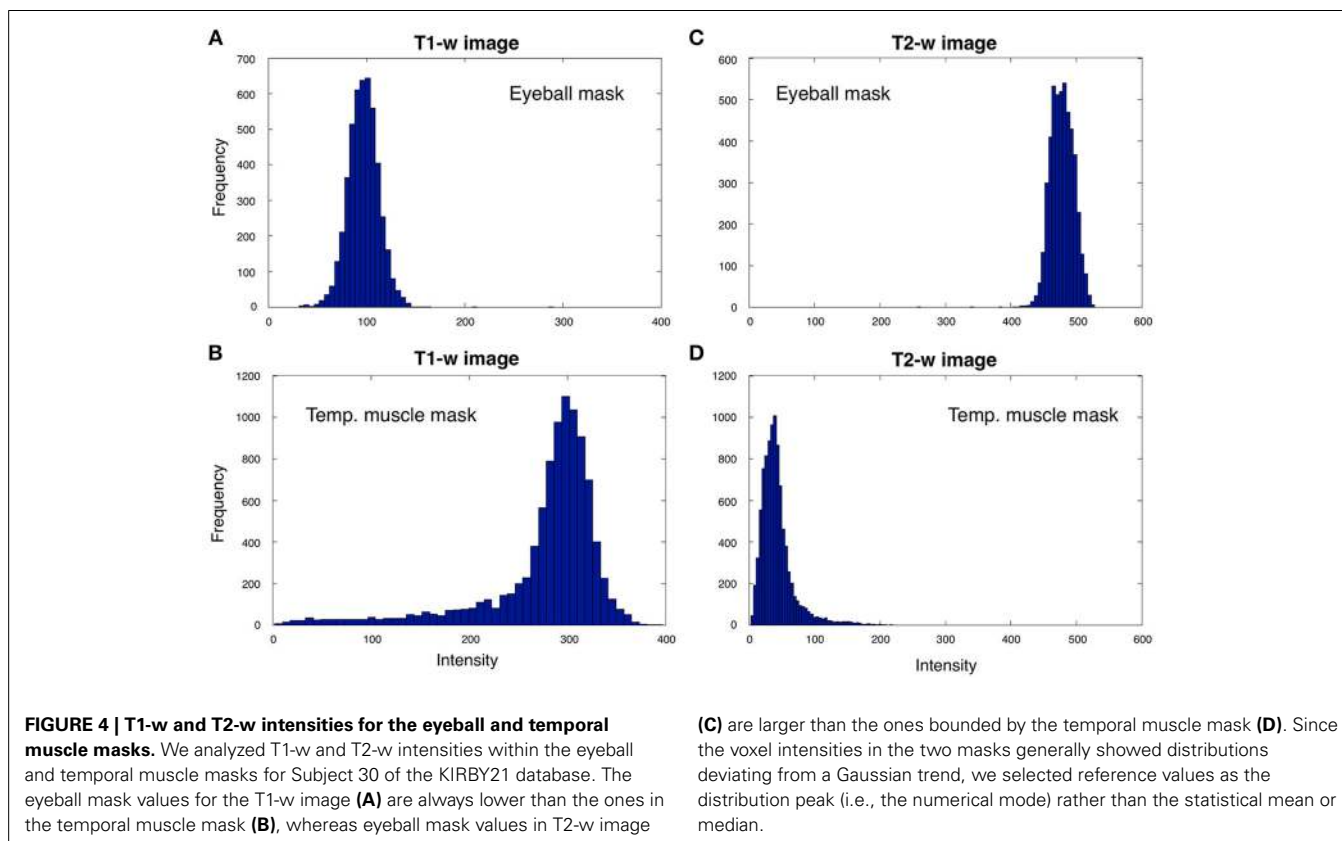 A
T1-w image
700
600
500
400
300
200
100
0
Frequency
Eyeball mask
0 100 200 300 400
C
T2-w image
600
500
400
300
200
100
0
Eyeball mask
0 100 200 300 400 500 600
B
T1-w image
1200
1000
800
600
400
200
0
Frequency
Temp. muscle mask
0 100 200 300 400
Intensity
D
T2-w image
1200
1000
800
600
400
200
0
Temp. muscle mask
0 100 200 300 400 500 600
Intensity
FIGURE 4 | T1-w and T2-w intensities for the eyeball and temporal
muscle masks. We analyzed T1-w and T2-w intensities within the eyeball
and temporal muscle masks for Subject 30 of the KIRBY21 database. The
eyeball mask values for the T1-w image (A) are always lower than the ones in
the temporal muscle mask (B), whereas eyeball mask values in T2-w image
(C) are larger than the ones bounded by the temporal muscle mask (D). Since
the voxel intensities in the two masks generally showed distributions
deviating from a Gaussian trend, we selected reference values as the
distribution peak (i.e., the numerical mode) rather than the statistical mean or
median.